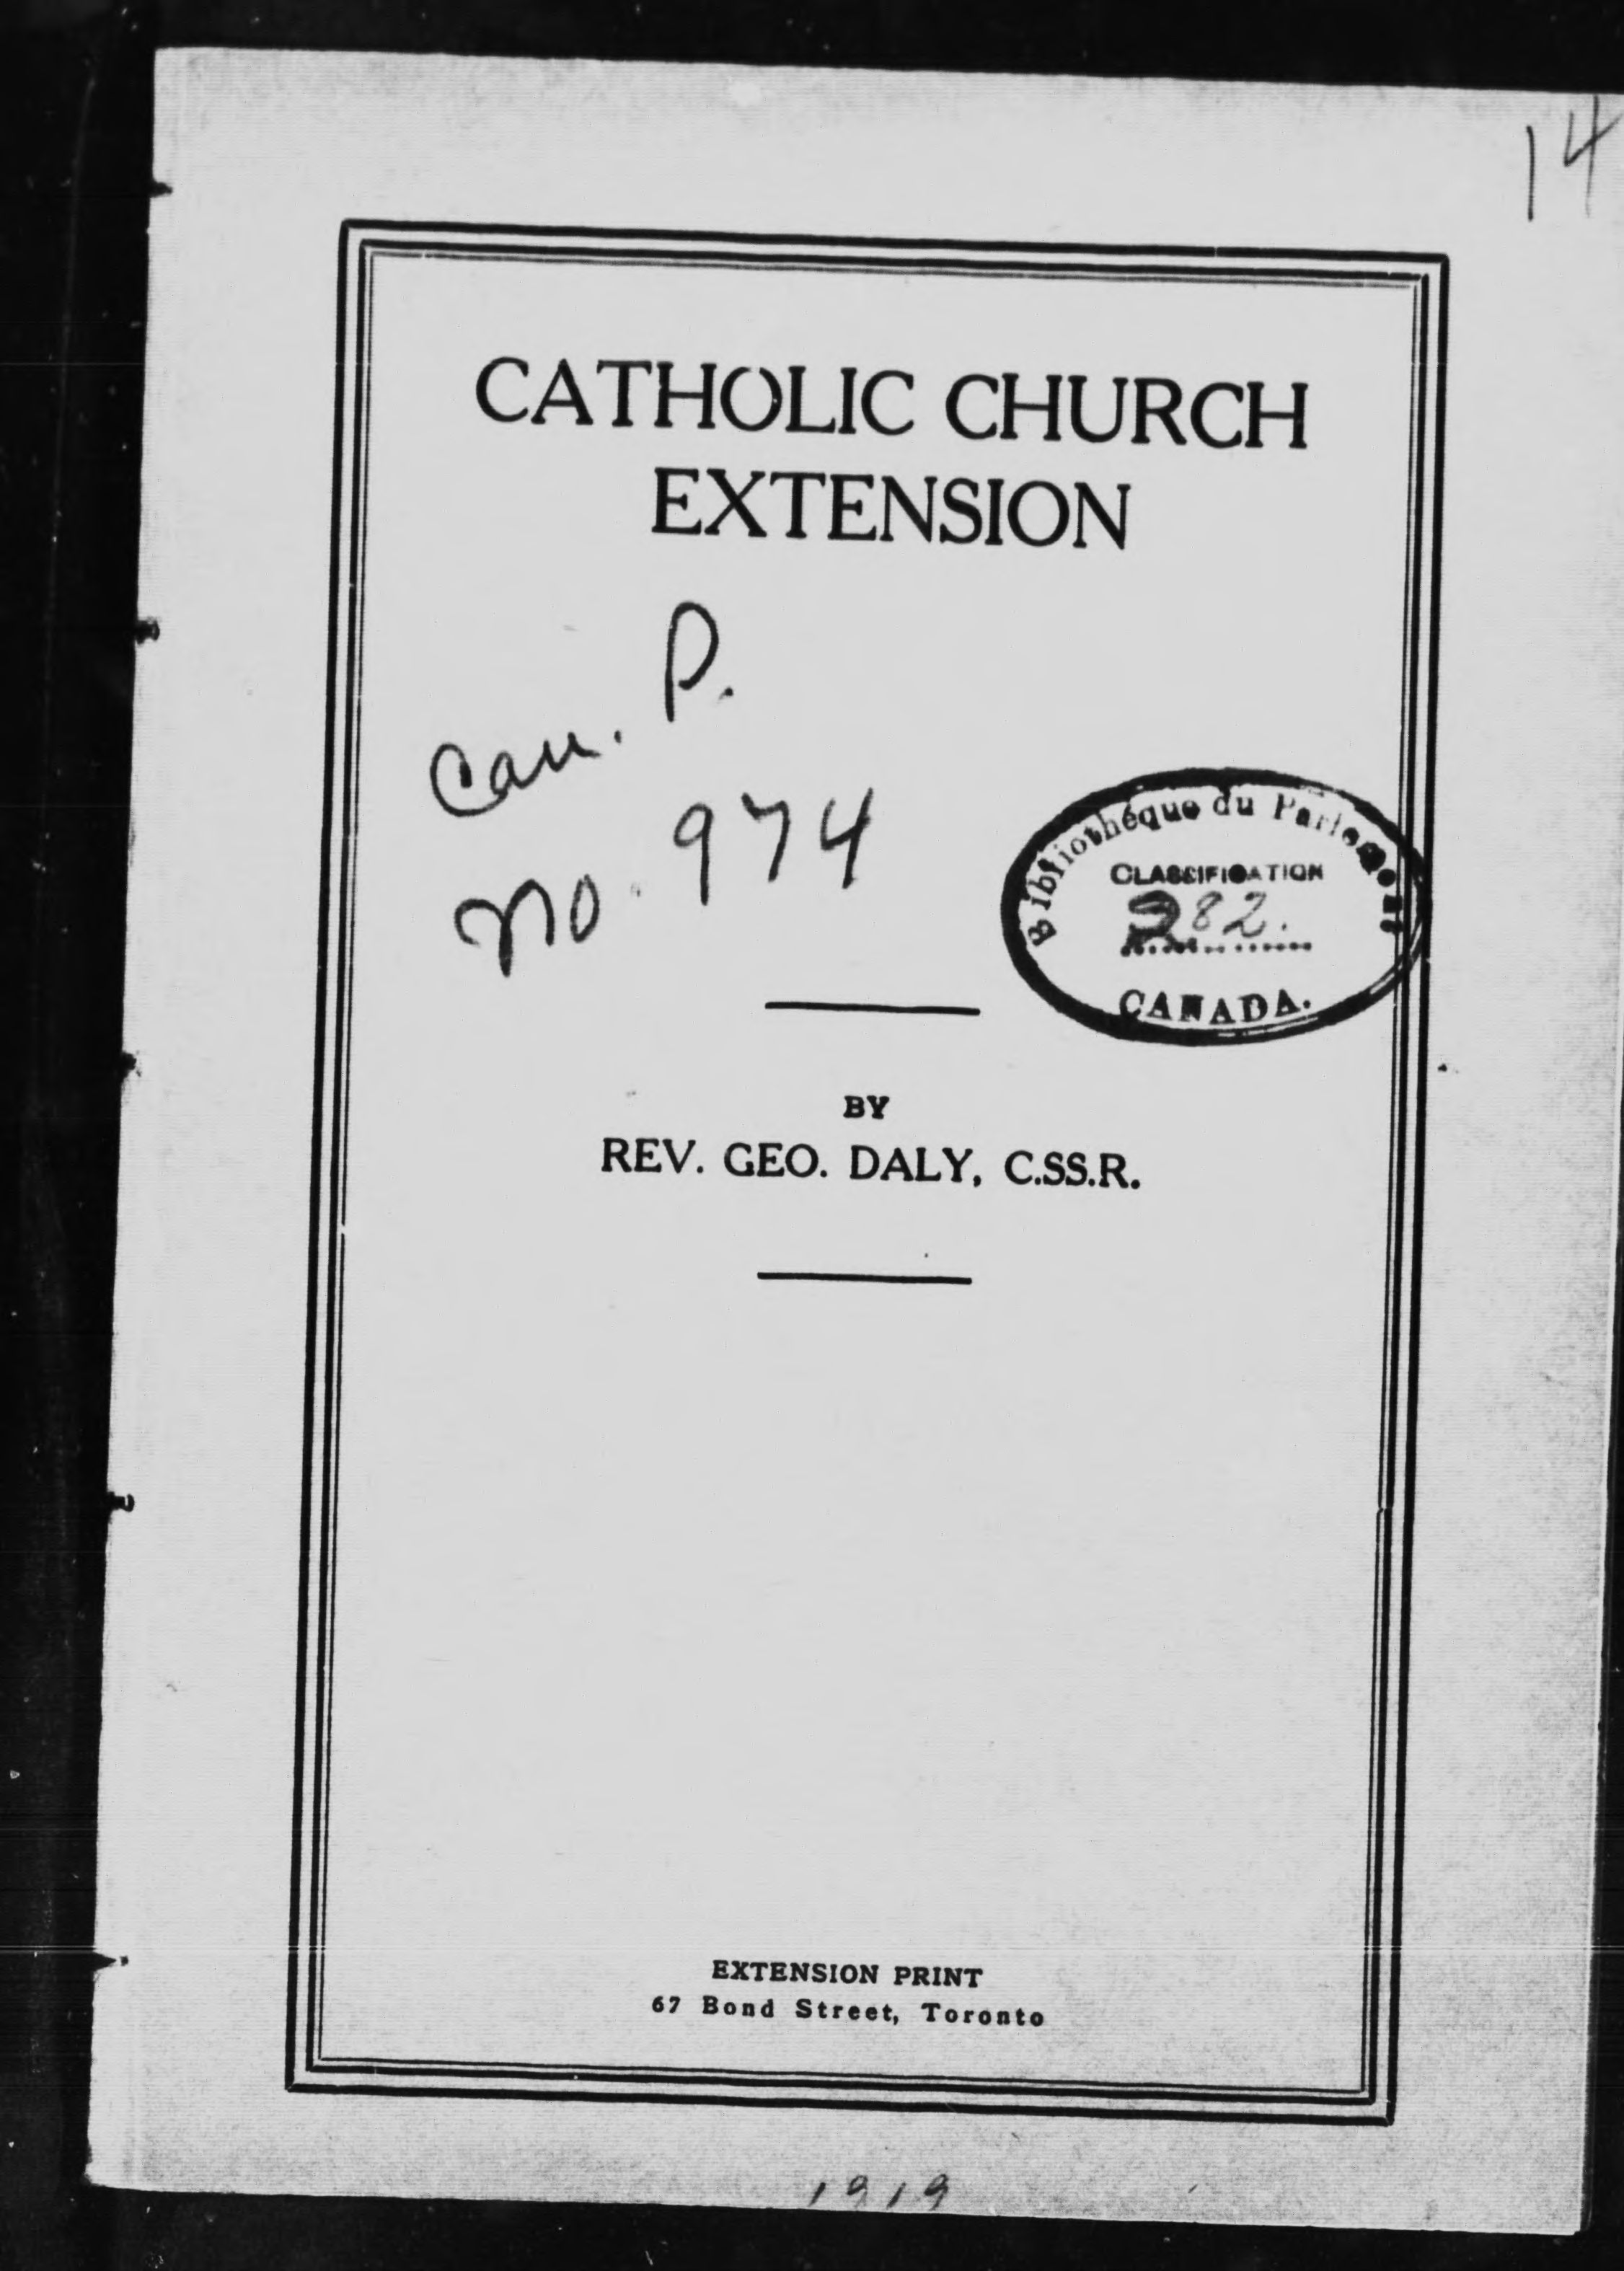 14
CATHOLIC CHURCH
EXTENSION
Can. P.
No. 974
Bibliothéque du Parlement
CLASSIFICATION
282.
CANADA.
BY
REV. GEO. DALY, C.SS.R.
EXTENSION PRINT
67 Bond Street, Toronto
1919